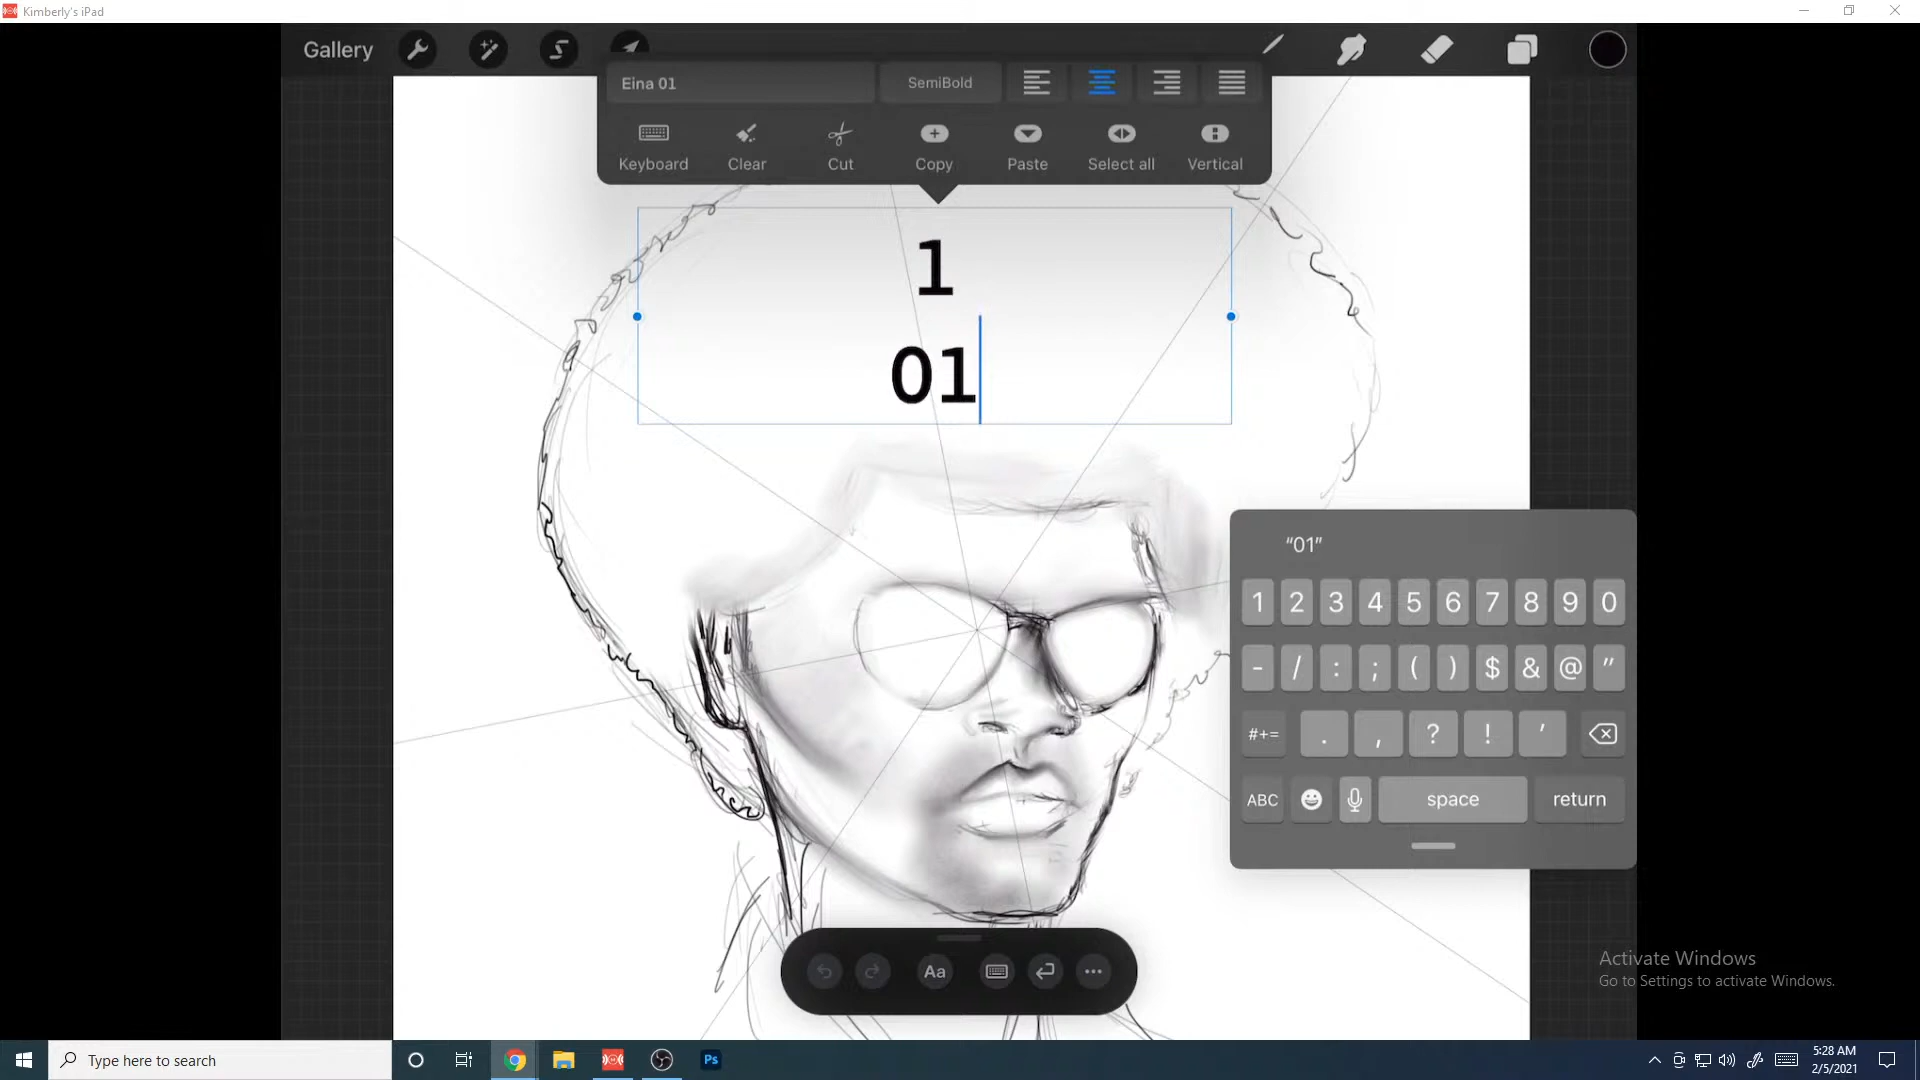 Kimberly's iPad
Gallery
Eina 01 SemiBold
Keyboard Clear Cut Copy Paste Select all Vertical
1
01
“01”
1 2 3 4 5 6 7 8 9 0
- / : ; ( ) $ & @ "
#+= . , ? ! '
ABC space return
Aa
Activate Windows
Go to Settings to activate Windows.
Type here to search
Ps
5:28 AM
2/5/2021